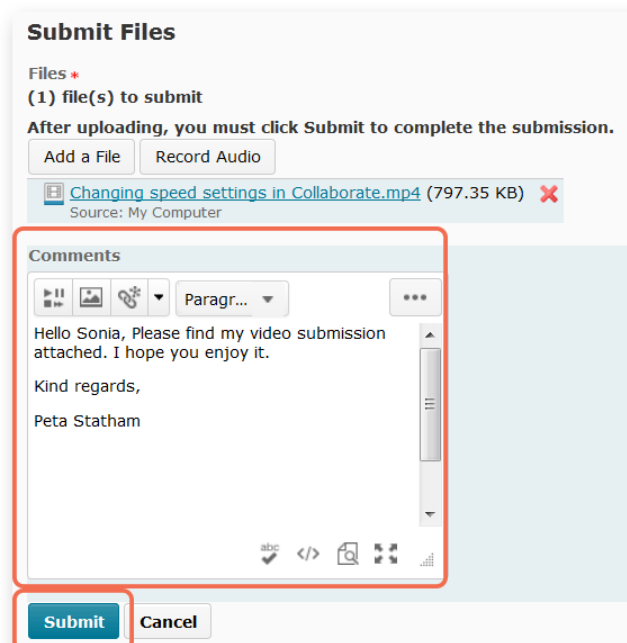 Submit Files
Files *
(1) file(s) to submit
After uploading, you must click Submit to complete the submission.
Add a File Record Audio
Changing speed settings in Collaborate.mp4 (797.35 KB)
Source: My Computer
Comments
Paragr...
Hello Sonia, Please find my video submission
attached. I hope you enjoy it.
Kind regards,
Peta Statham
abc
Submit Cancel